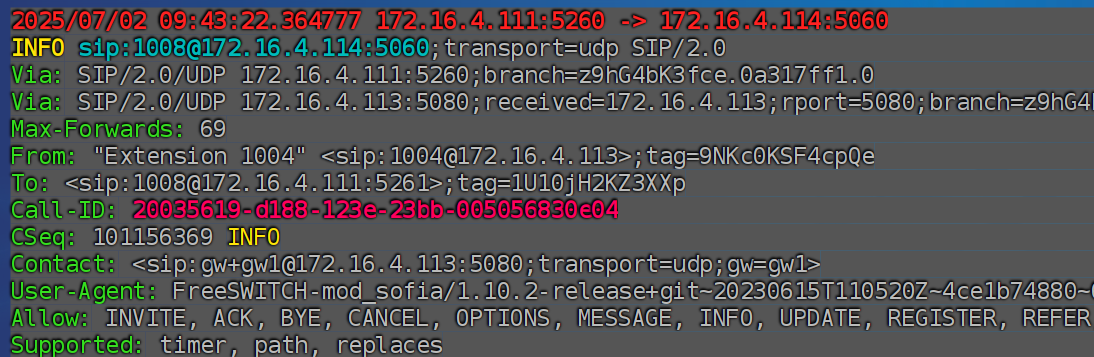 2025/07/02 09:43:22.364777 172.16.4.111:5260 -> 172.16.4.114:5060
INFO sip:1008@172.16.4.114:5060;transport=udp SIP/2.0
Via: SIP/2.0/UDP 172.16.4.111:5260;branch=z9hG4bK3fce.0a317ff1.0
Via: SIP/2.0/UDP 172.16.4.113:5080;received=172.16.4.113;rport=5080;branch=z9hG4
Max-Forwards: 69
From: "Extension 1004" <sip:1004@172.16.4.113>;tag=9NKc0KSF4cpQe
To: <sip:1008@172.16.4.111:5261>;tag=1U10jH2KZ3XXp
Call-ID: 20035619-d188-123e-23bb-005056830e04
CSeq: 101156369 INFO
Contact: <sip:gw+gw1@172.16.4.113:5080;transport=udp;gw=gw1>
User-Agent: FreeSWITCH-mod_sofia/1.10.2-release+git~20230615T110520Z~4ce1b74880~
Allow: INVITE, ACK, BYE, CANCEL, OPTIONS, MESSAGE, INFO, UPDATE, REGISTER, REFER
Supported: timer, path, replaces